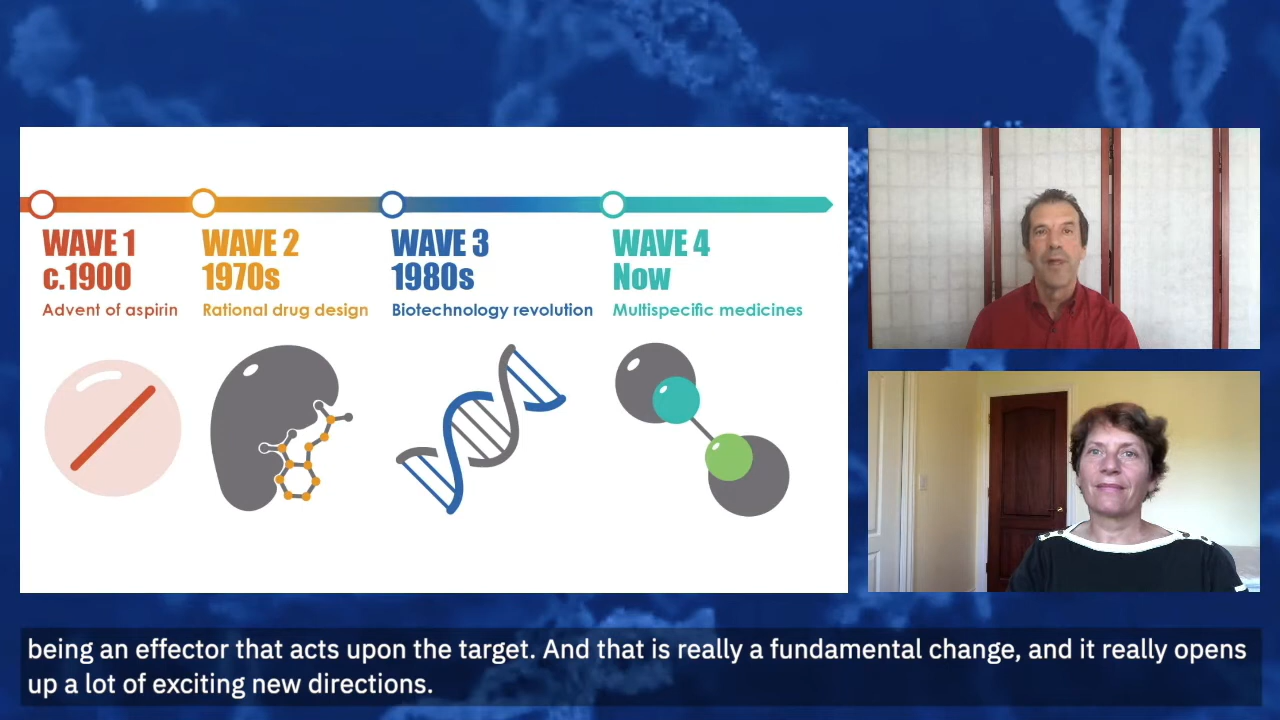 WAVE 1
c.1900
Advent of aspirin
WAVE 2
1970s
Rational drug design
WAVE 3
1980s
Biotechnology revolution
WAVE 4
Now
Multispecific medicines
being an effector that acts upon the target. And that is really a fundamental change, and it really opens
up a lot of exciting new directions.